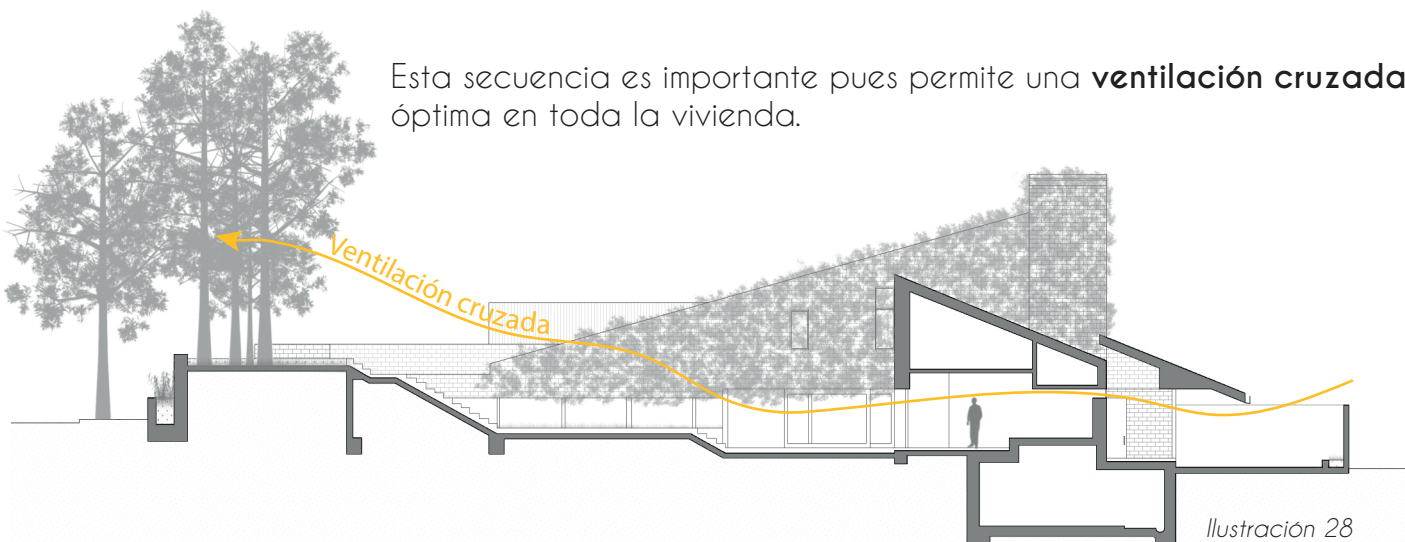 Esta secuencia es importante pues permite una ventilación cruzada
óptima en toda la vivienda.
Ventilación cruzada
Ilustración 28